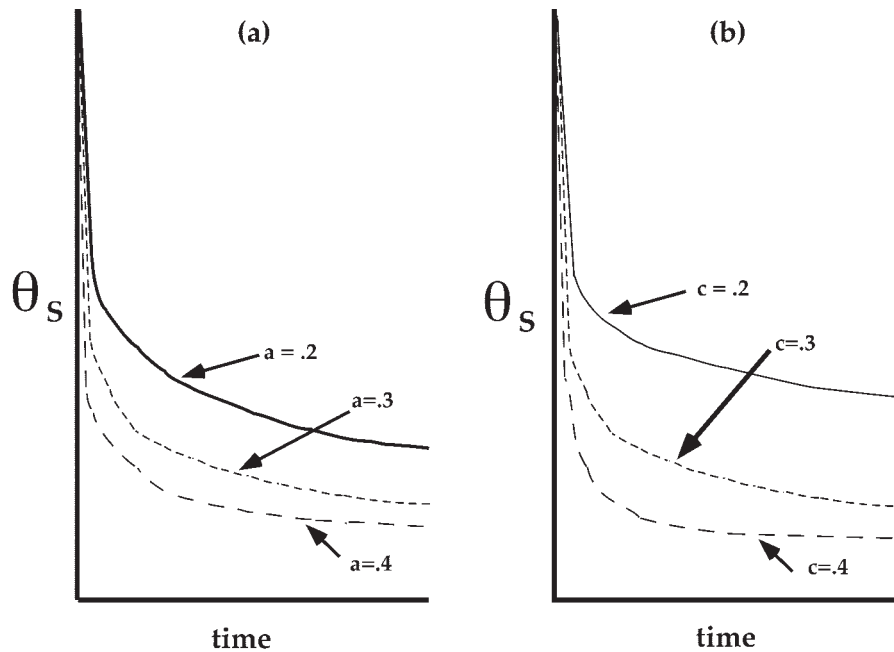 (a)
θs
a = .2
a=.3
a=.4
time
(b)
θs
c = .2
c=.3
c=.4
time